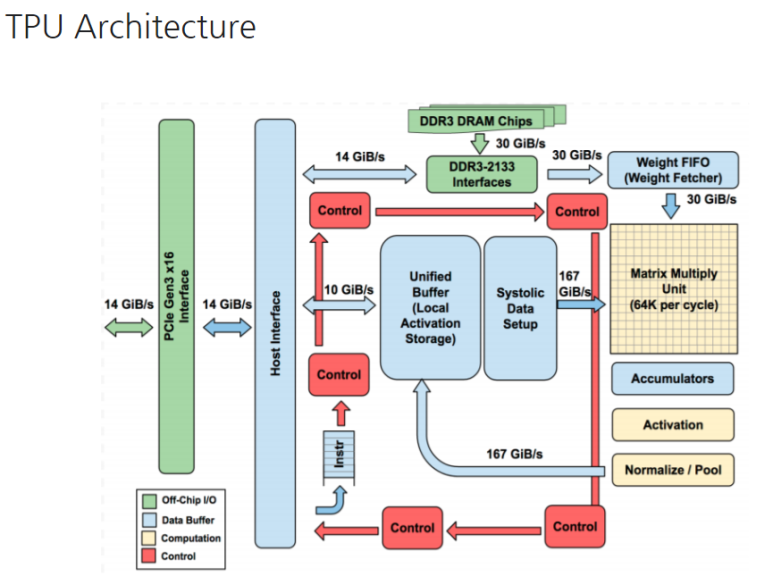 TPU Architecture
DDR3 DRAM Chips
30 GiB/s
14 GiB/s
DDR3-2133
Interfaces
30 GiB/s
Weight FIFO
(Weight Fetcher)
30 GiB/s
Control
Control
14 GiB/s
PCIe Gen3 x16
Interface
14 GiB/s
Host Interface
10 GiB/s
Unified
Buffer
(Local
Activation
Storage)
Systolic
Data
Setup
167
GiB/s
Matrix Multiply
Unit
(64K per cycle)
Control
Accumulators
Activation
Instr
167 GiB/s
Normalize / Pool
Off-Chip I/O
Data Buffer
Computation
Control
Control
Control